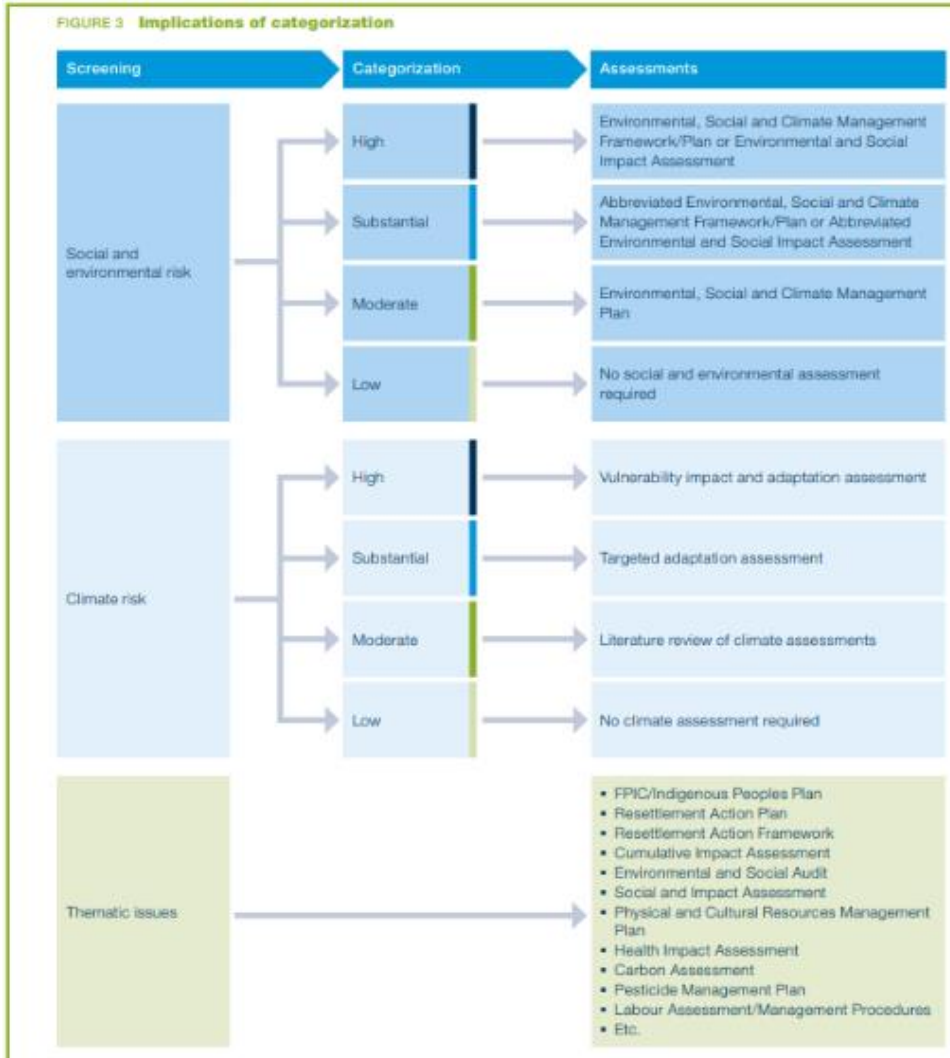 FIGURE 3 Implications of categorization
Screening
Categorization
Assessments
Social and
environmental risk
High
Environmental, Social and Climate Management
Framework/Plan or Environmental and Social
Impact Assessment
Substantial
Abbreviated Environmental, Social and Climate
Management Framework/Plan or Abbreviated
Environmental and Social Impact Assessment
Moderate
Environmental, Social and Climate Management
Plan
Low
No social and environmental assessment
required
Climate risk
High
Vulnerability impact and adaptation assessment
Substantial
Targeted adaptation assessment
Moderate
Literature review of climate assessments
Low
No climate assessment required
Thematic issues
▪ FPIC/Indigenous Peoples Plan
▪ Resettlement Action Plan
▪ Resettlement Action Framework
▪ Cumulative Impact Assessment
▪ Environmental and Social Audit
▪ Social and Impact Assessment
▪ Physical and Cultural Resources Management
Plan
▪ Health Impact Assessment
▪ Carbon Assessment
▪ Pesticide Management Plan
▪ Labour Assessment/Management Procedures
▪ Etc.